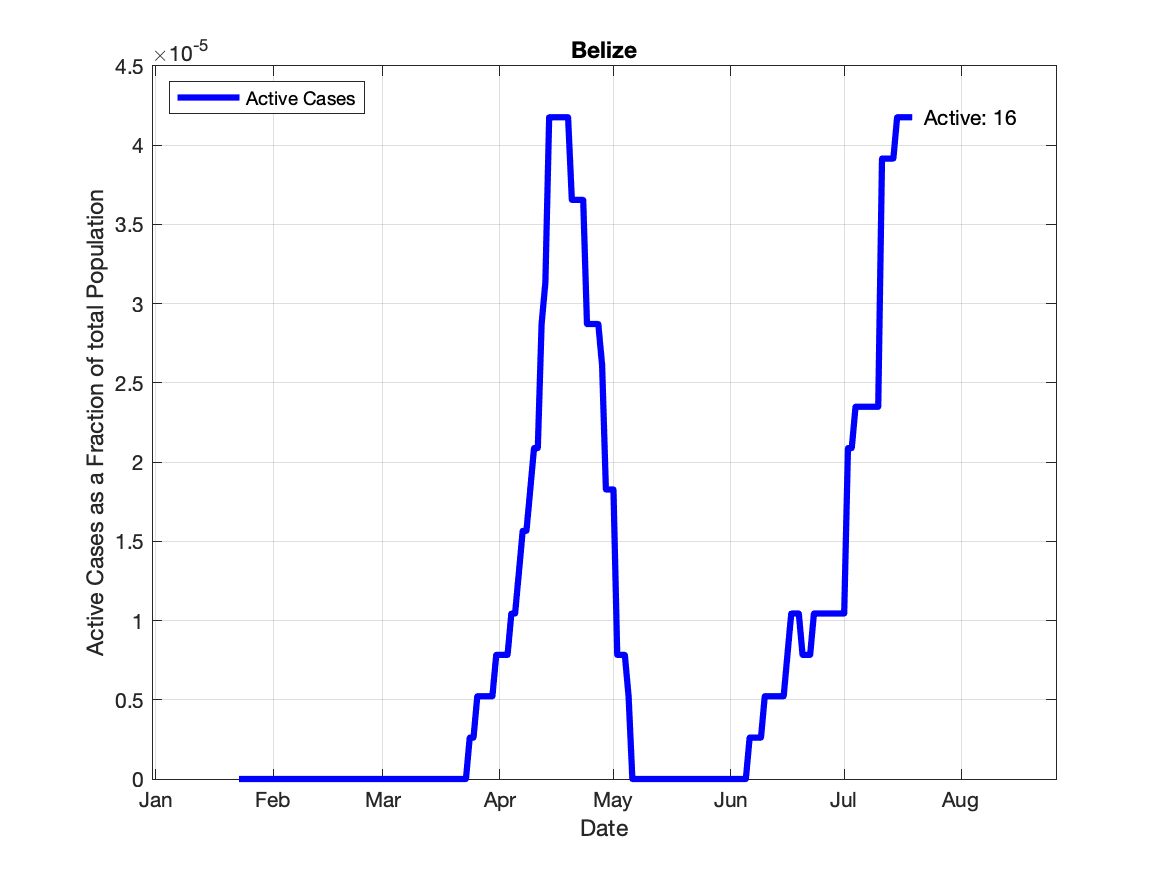 Belize
×10-5
4.5
4
3.5
3
2.5
2
1.5
1
0.5
0
Active Cases as a Fraction of total Population
Active Cases
Active: 16
Jan Feb Mar Apr May Jun Jul Aug
Date